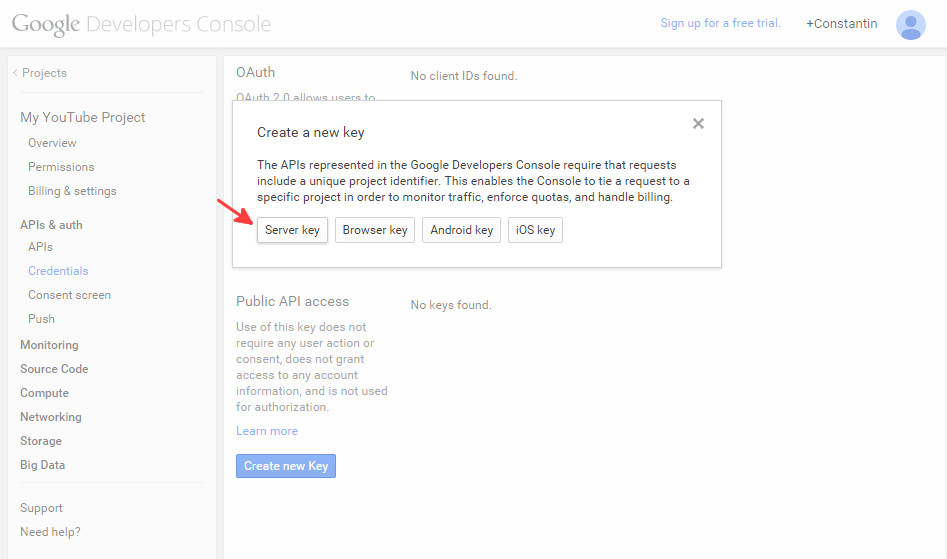 Google Developers Console
Sign up for a free trial.
+Constantin
< Projects
My YouTube Project
Overview
Permissions
Billing & settings
APIs & auth
APIs
Credentials
Consent screen
Push
Monitoring
Source Code
Compute
Networking
Storage
Big Data
Support
Need help?
OAuth
No client IDs found.
OAuth 2.0 allows users to
Create a new key
The APIs represented in the Google Developers Console require that requests
include a unique project identifier. This enables the Console to tie a request to a
specific project in order to monitor traffic, enforce quotas, and handle billing.
Server key
Browser key
Android key
iOS key
Public API access
No keys found.
Use of this key does not
require any user action or
consent, does not grant
access to any account
information, and is not used
for authorization.
Learn more
Create new Key